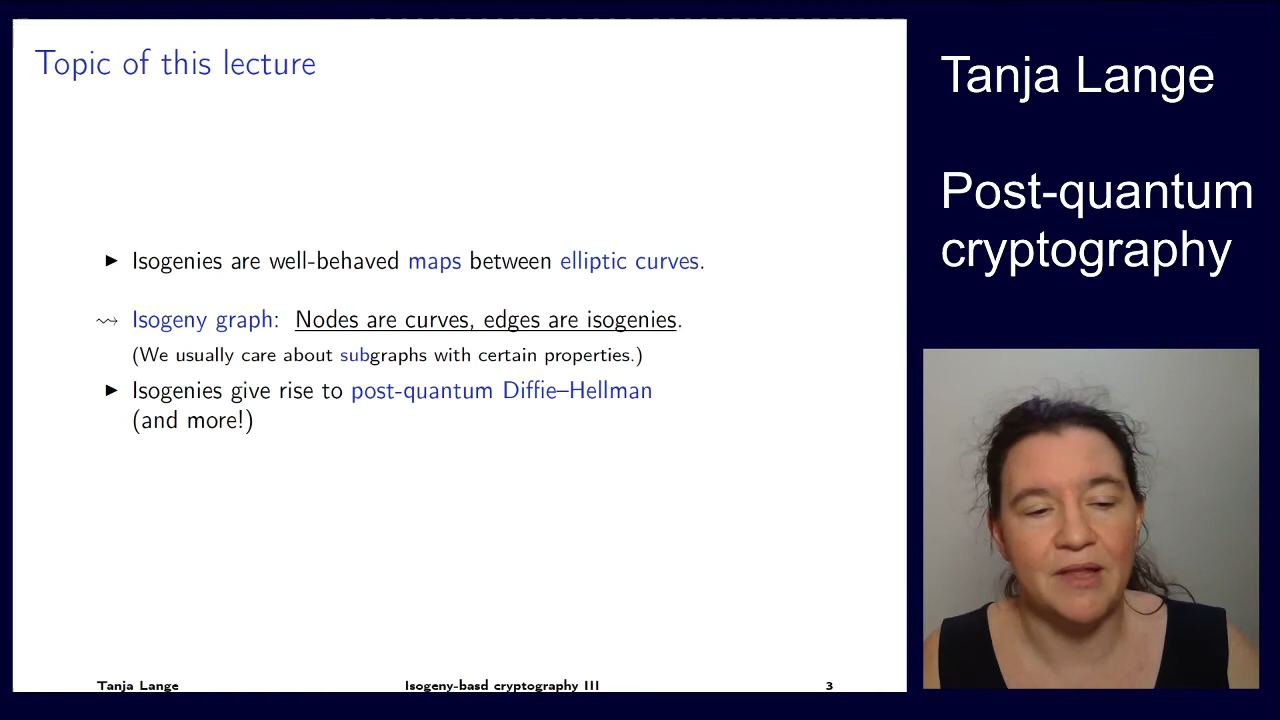 Topic of this lecture
▶ Isogenies are well-behaved maps between elliptic curves.
⇝ Isogeny graph: Nodes are curves, edges are isogenies.
(We usually care about subgraphs with certain properties.)
▶ Isogenies give rise to post-quantum Diffie–Hellman
(and more!)
Tanja Lange
Isogeny-basd cryptography III
3
Tanja Lange
Post-quantum
cryptography